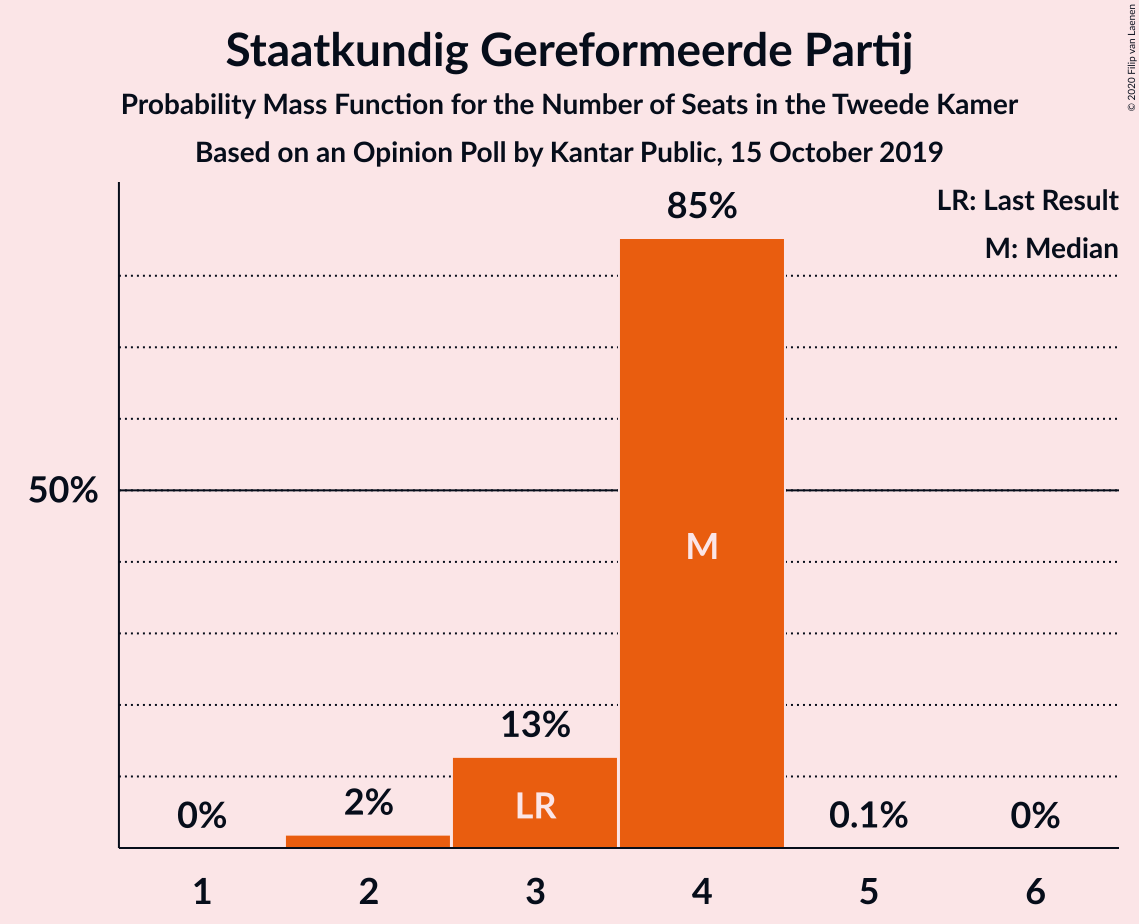 Staatkundig Gereformeerde Partij
Probability Mass Function for the Number of Seats in the Tweede Kamer
Based on an Opinion Poll by Kantar Public, 15 October 2019
© 2020 Filip van Laenen
LR: Last Result
M: Median
85%
50%
M
13%
LR
0%
2%
0.1%
0%
1 2 3 4 5 6